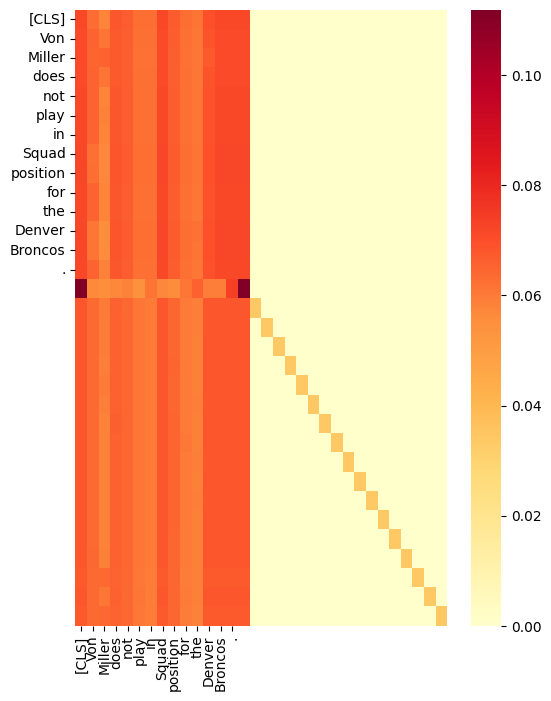 [CLS]
Von
Miller
does
not
play
in
Squad
position
for
the
Denver
Broncos
.
0.10
0.08
0.06
0.04
0.02
0.00
[CLS]
Von
Miller
does
not
play
in
Squad
position
for
the
Denver
Broncos
.